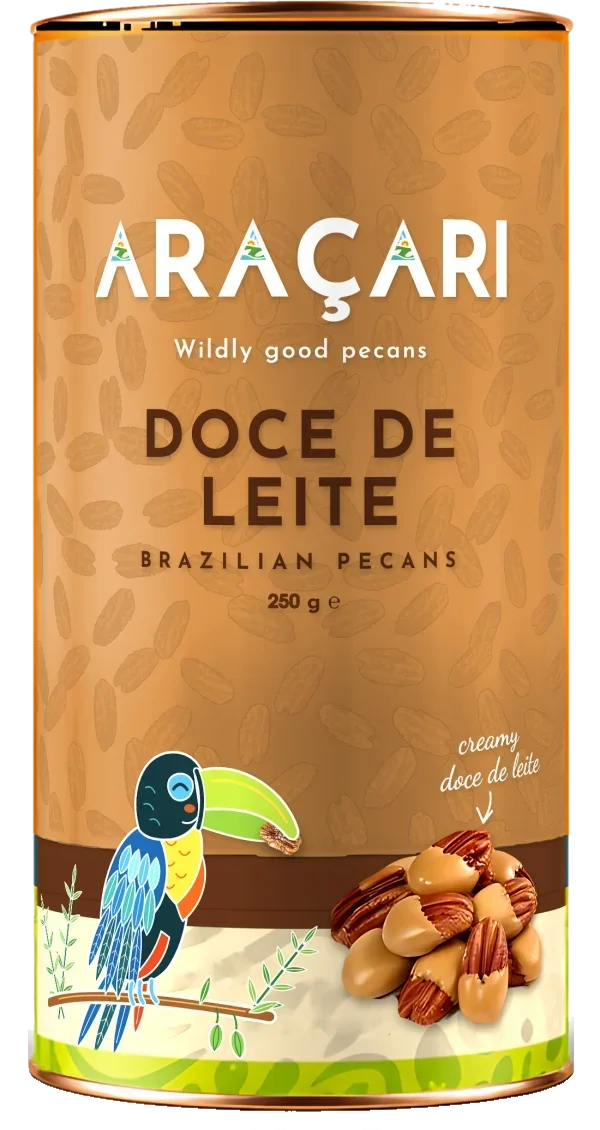 ARAÇARI
Wildly good pecans
DOCE DE
LEITE
BRAZILIAN PECANS
250 g ℮
creamy
doce de leite